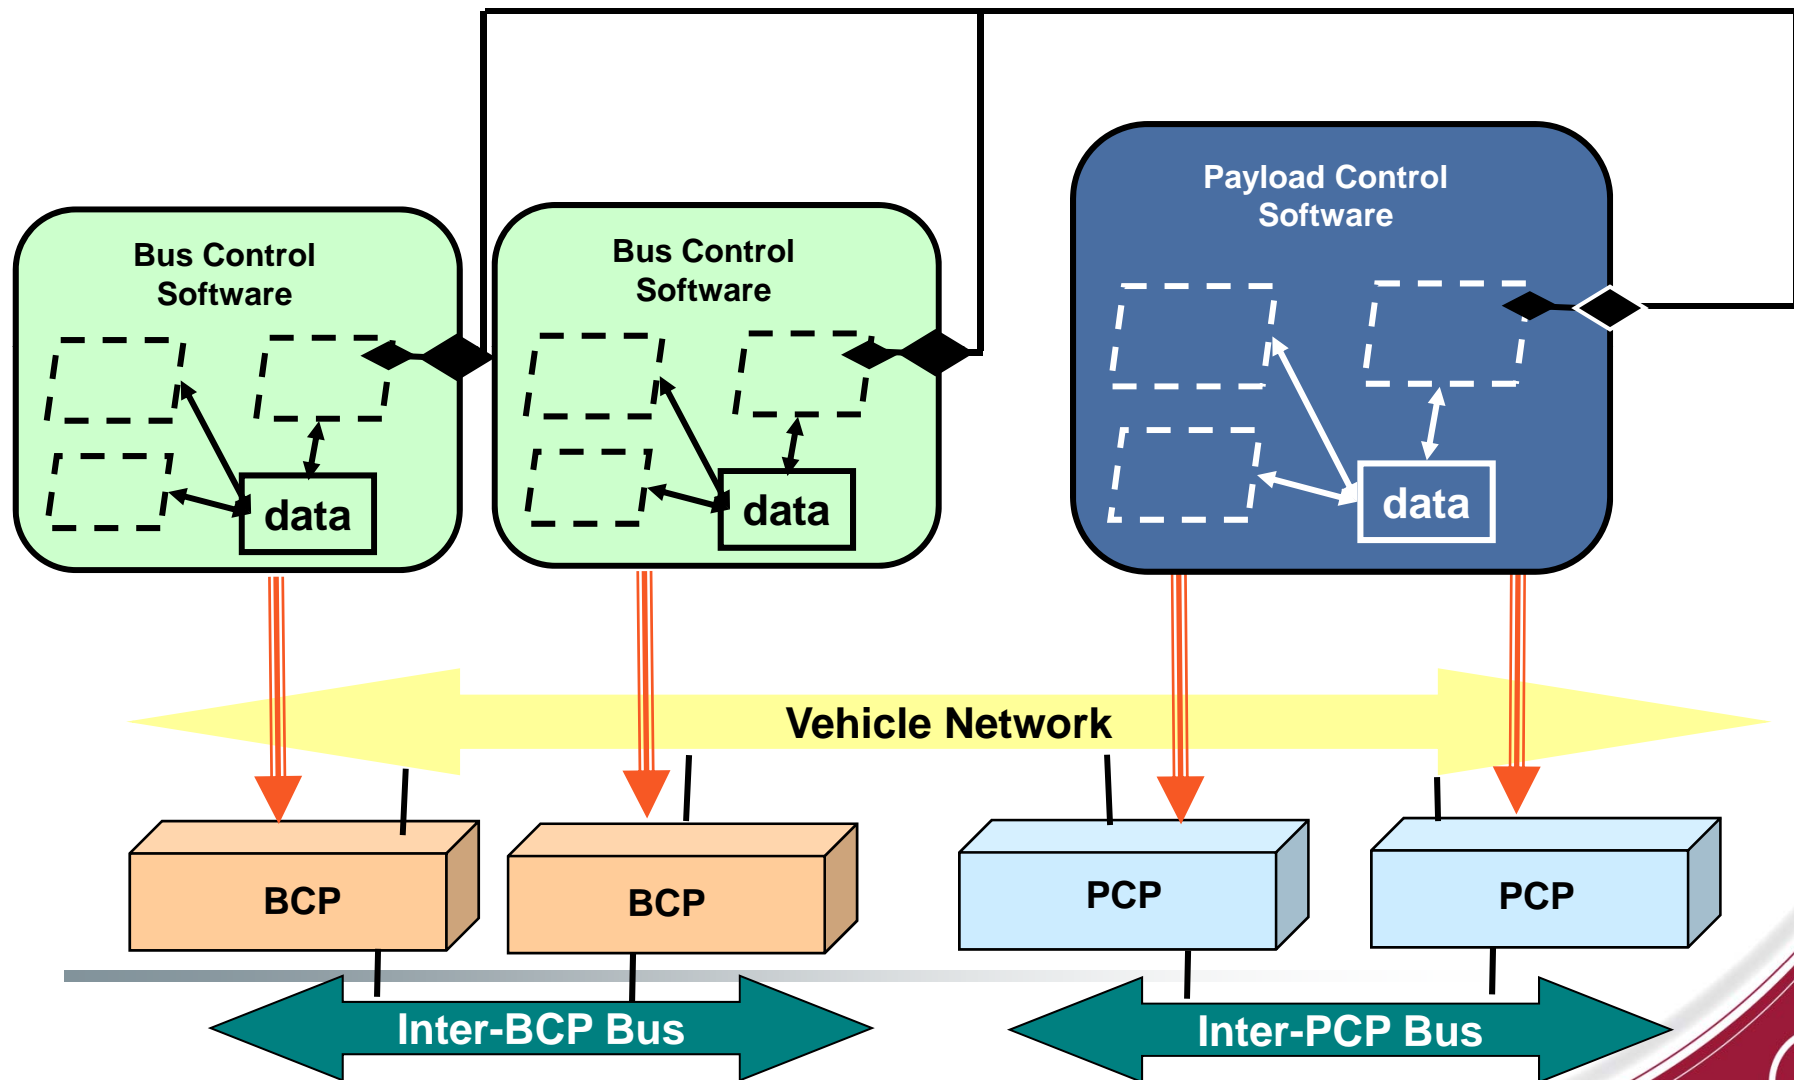 Payload Control
Software
Bus Control
Software
Bus Control
Software
data
data
data
Vehicle Network
BCP
BCP
PCP
PCP
Inter-BCP Bus
Inter-PCP Bus